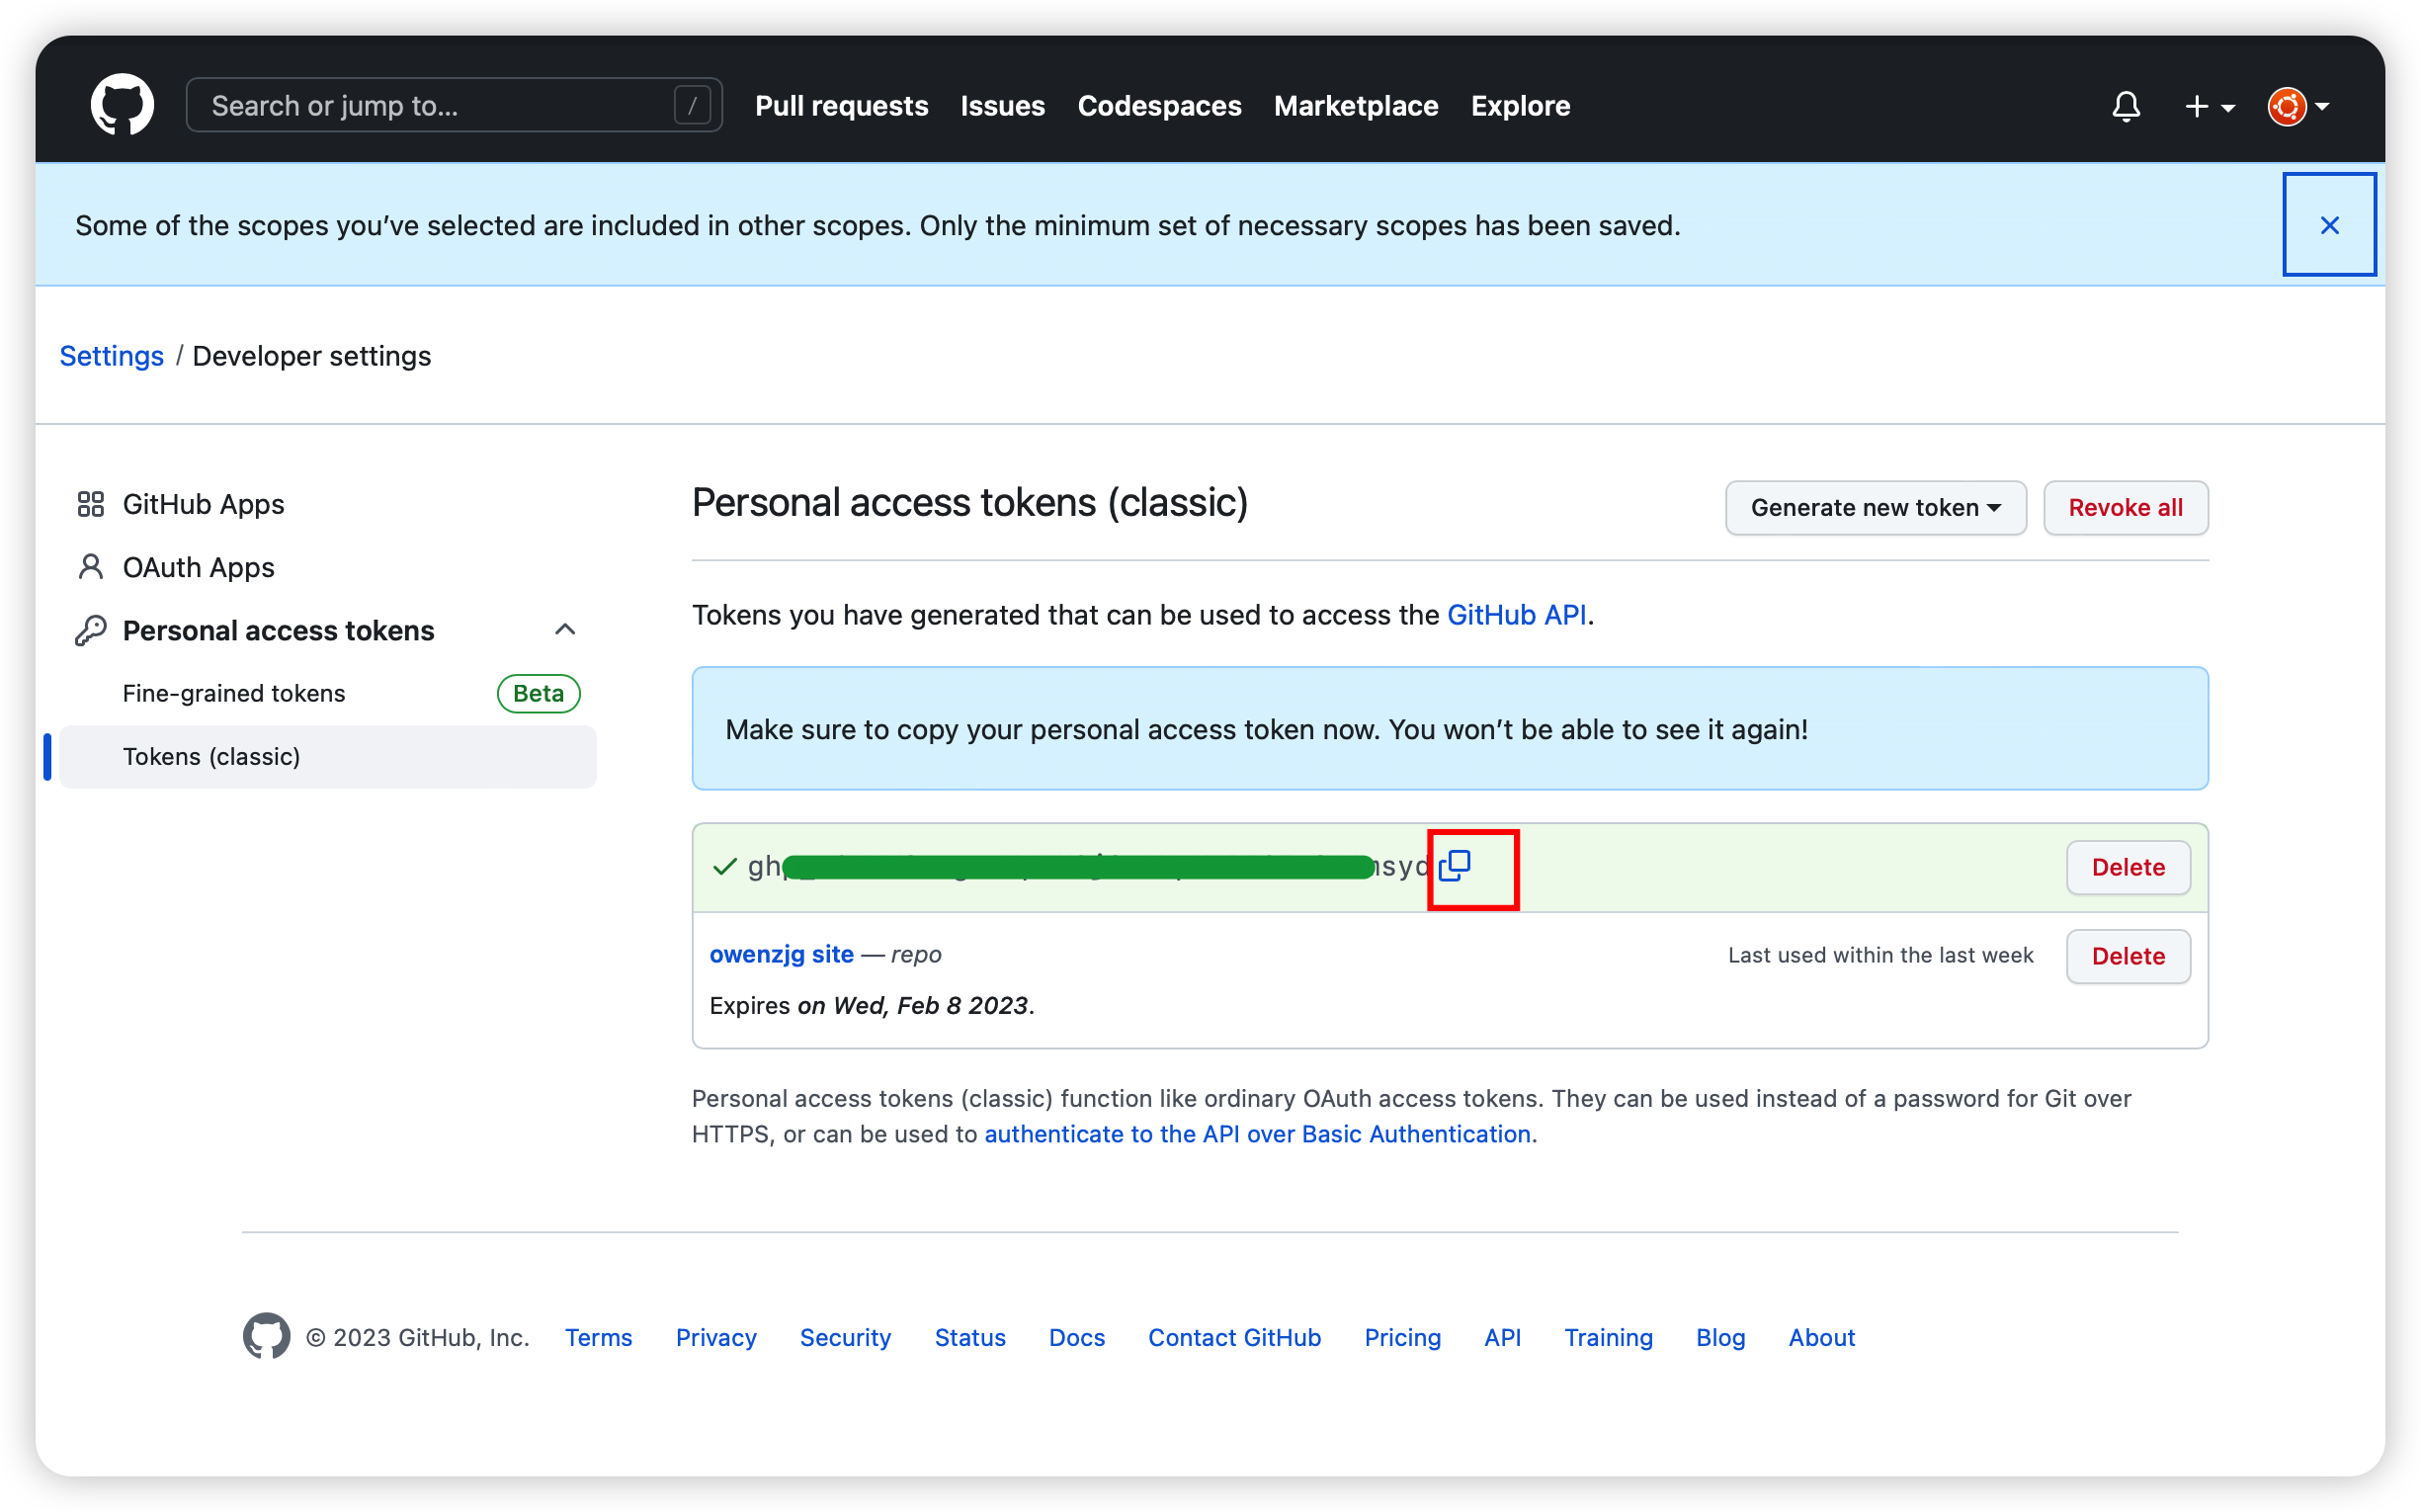 Search or jump to... / Pull requests Issues Codespaces Marketplace Explore
Some of the scopes you’ve selected are included in other scopes. Only the minimum set of necessary scopes has been saved.
Settings / Developer settings
GitHub Apps
OAuth Apps
Personal access tokens
Fine-grained tokens Beta
Tokens (classic)
Personal access tokens (classic) Generate new token Revoke all
Tokens you have generated that can be used to access the GitHub API.
Make sure to copy your personal access token now. You won’t be able to see it again!
Delete
owenzjg site — repo Last used within the last week Delete
Expires on Wed, Feb 8 2023.
Personal access tokens (classic) function like ordinary OAuth access tokens. They can be used instead of a password for Git over
HTTPS, or can be used to authenticate to the API over Basic Authentication.
© 2023 GitHub, Inc. Terms Privacy Security Status Docs Contact GitHub Pricing API Training Blog About